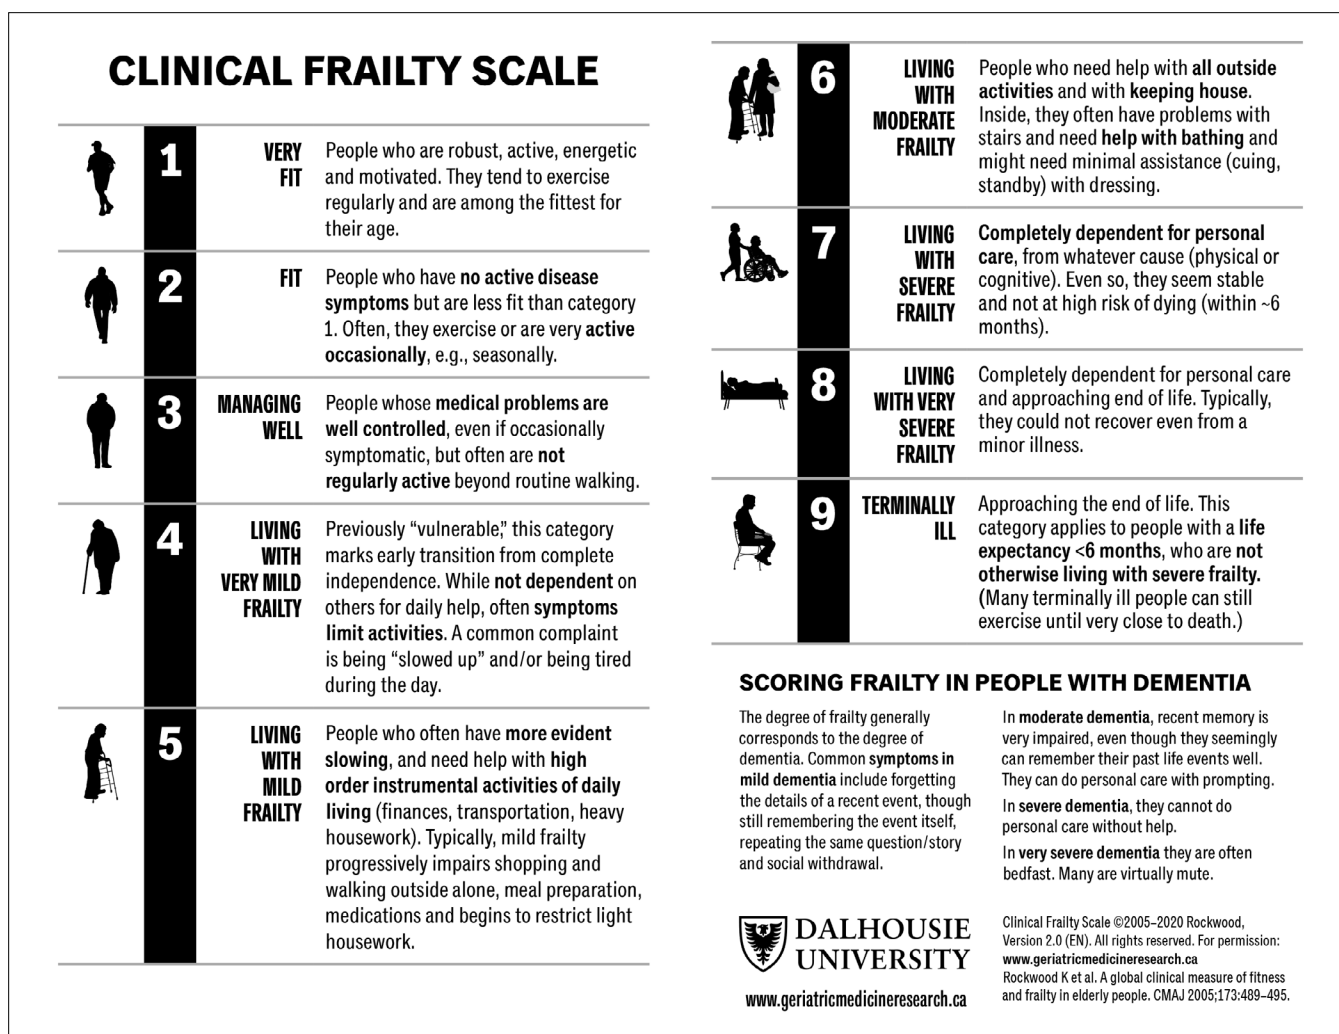 CLINICAL FRAILTY SCALE
1
VERY
FIT
People who are robust, active, energetic
and motivated. They tend to exercise
regularly and are among the fittest for
their age.
2
FIT
People who have no active disease
symptoms but are less fit than category
1. Often, they exercise or are very active
occasionally, e.g., seasonally.
3
MANAGING
WELL
People whose medical problems are
well controlled, even if occasionally
symptomatic, but often are not
regularly active beyond routine walking.
4
LIVING
WITH
VERY MILD
FRAILTY
Previously “vulnerable,” this category
marks early transition from complete
independence. While not dependent on
others for daily help, often symptoms
limit activities. A common complaint
is being “slowed up” and/or being tired
during the day.
5
LIVING
WITH
MILD
FRAILTY
People who often have more evident
slowing, and need help with high
order instrumental activities of daily
living (finances, transportation, heavy
housework). Typically, mild frailty
progressively impairs shopping and
walking outside alone, meal preparation,
medications and begins to restrict light
housework.
6
LIVING
WITH
MODERATE
FRAILTY
People who need help with all outside
activities and with keeping house.
Inside, they often have problems with
stairs and need help with bathing and
might need minimal assistance (cuing,
standby) with dressing.
7
LIVING
WITH
SEVERE
FRAILTY
Completely dependent for personal
care, from whatever cause (physical or
cognitive). Even so, they seem stable
and not at high risk of dying (within ~6
months).
8
LIVING
WITH VERY
SEVERE
FRAILTY
Completely dependent for personal care
and approaching end of life. Typically,
they could not recover even from a
minor illness.
9
TERMINALLY
ILL
Approaching the end of life. This
category applies to people with a life
expectancy <6 months, who are not
otherwise living with severe frailty.
(Many terminally ill people can still
exercise until very close to death.)
SCORING FRAILTY IN PEOPLE WITH DEMENTIA
The degree of frailty generally
corresponds to the degree of
dementia. Common symptoms in
mild dementia include forgetting
the details of a recent event, though
still remembering the event itself,
repeating the same question/story
and social withdrawal.
In moderate dementia, recent memory is
very impaired, even though they seemingly
can remember their past life events well.
They can do personal care with prompting.
In severe dementia, they cannot do
personal care without help.
In very severe dementia they are often
bedfast. Many are virtually mute.
DALHOUSIE
UNIVERSITY
www.geriatricmedicineresearch.ca
Clinical Frailty Scale ©2005–2020 Rockwood,
Version 2.0 (EN). All rights reserved. For permission:
www.geriatricmedicineresearch.ca
Rockwood K et al. A global clinical measure of fitness
and frailty in elderly people. CMAJ 2005;173:489–495.